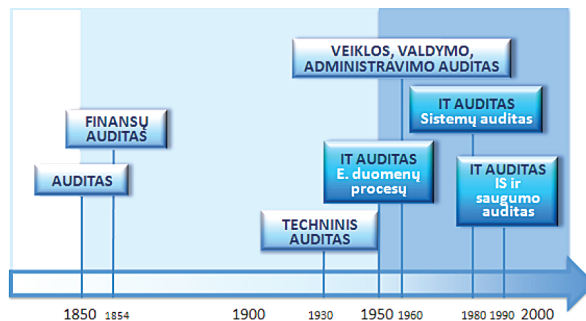 VEIKLOS, VALDYMO,
ADMINISTRAVIMO AUDITAS
IT AUDITAS
Sistemų auditas
FINANSŲ
AUDITAS
IT AUDITAS
E. duomenų
procesų
IT AUDITAS
IS ir
saugumo
auditas
AUDITAS
TECHNINIS
AUDITAS
1850 1854 1900 1930 1950 1960 1980 1990 2000